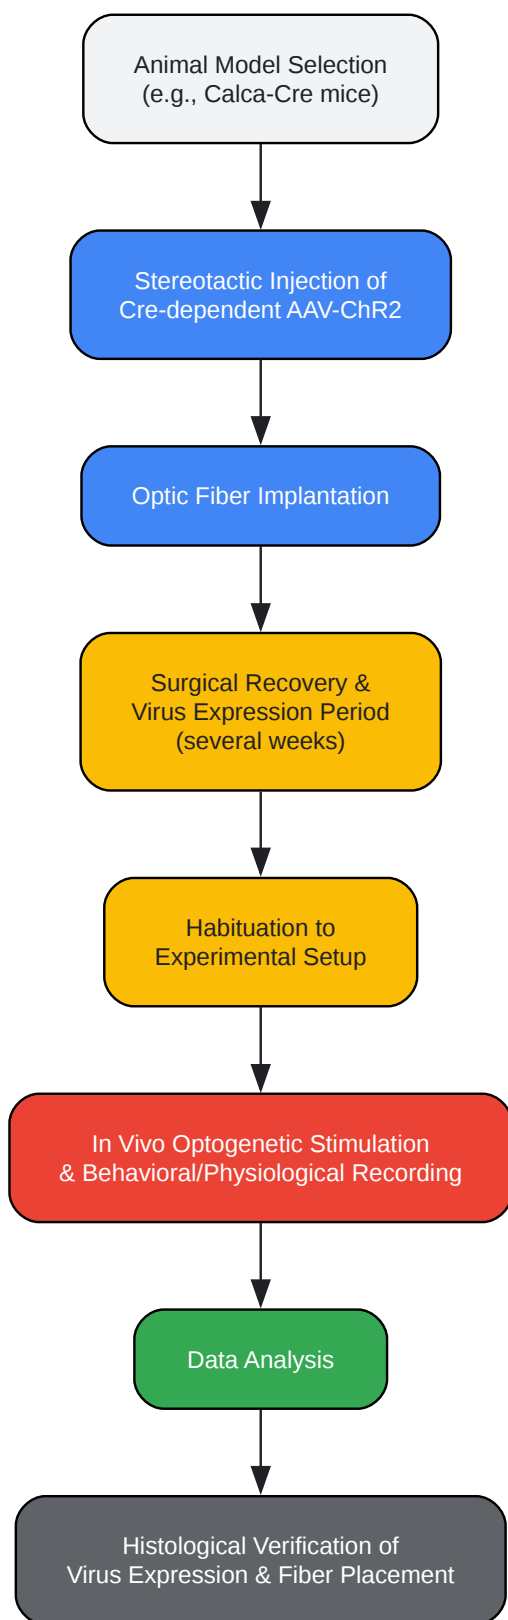 Animal Model Selection
(e.g., Calca-Cre mice)
Stereotactic Injection of
Cre-dependent AAV-ChR2
Optic Fiber Implantation
Surgical Recovery &
Virus Expression Period
(several weeks)
Habituation to
Experimental Setup
In Vivo Optogenetic Stimulation
& Behavioral/Physiological Recording
Data Analysis
Histological Verification of
Virus Expression & Fiber Placement